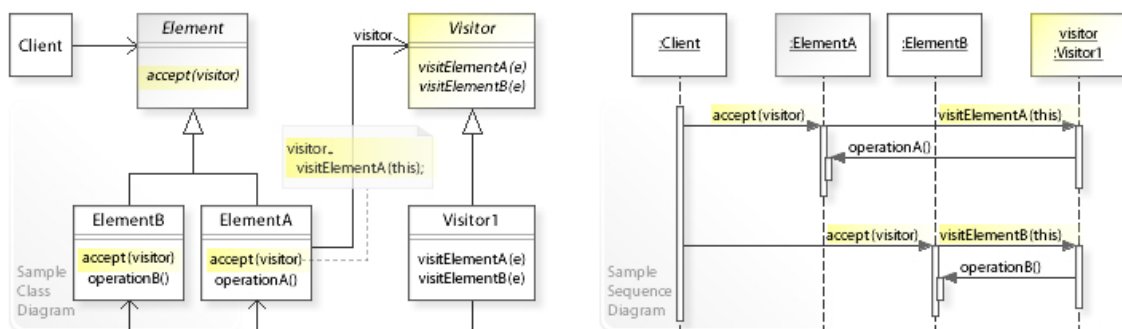 Client
Element
accept(visitor)
visitor
Visitor
visitElementA(e)
visitElementB(e)
visitor.
visitElementA(this);
ElementB
accept(visitor)
operationB()
ElementA
accept(visitor)
operationA()
Visitor1
visitElementA(e)
visitElementB(e)
Sample
Class
Diagram
:Client
:ElementA
:ElementB
visitor
:Visitor1
accept(visitor)
visitElementA(this)
operationA()
accept(visitor)
visitElementB(this)
operationB()
Sample
Sequence
Diagram